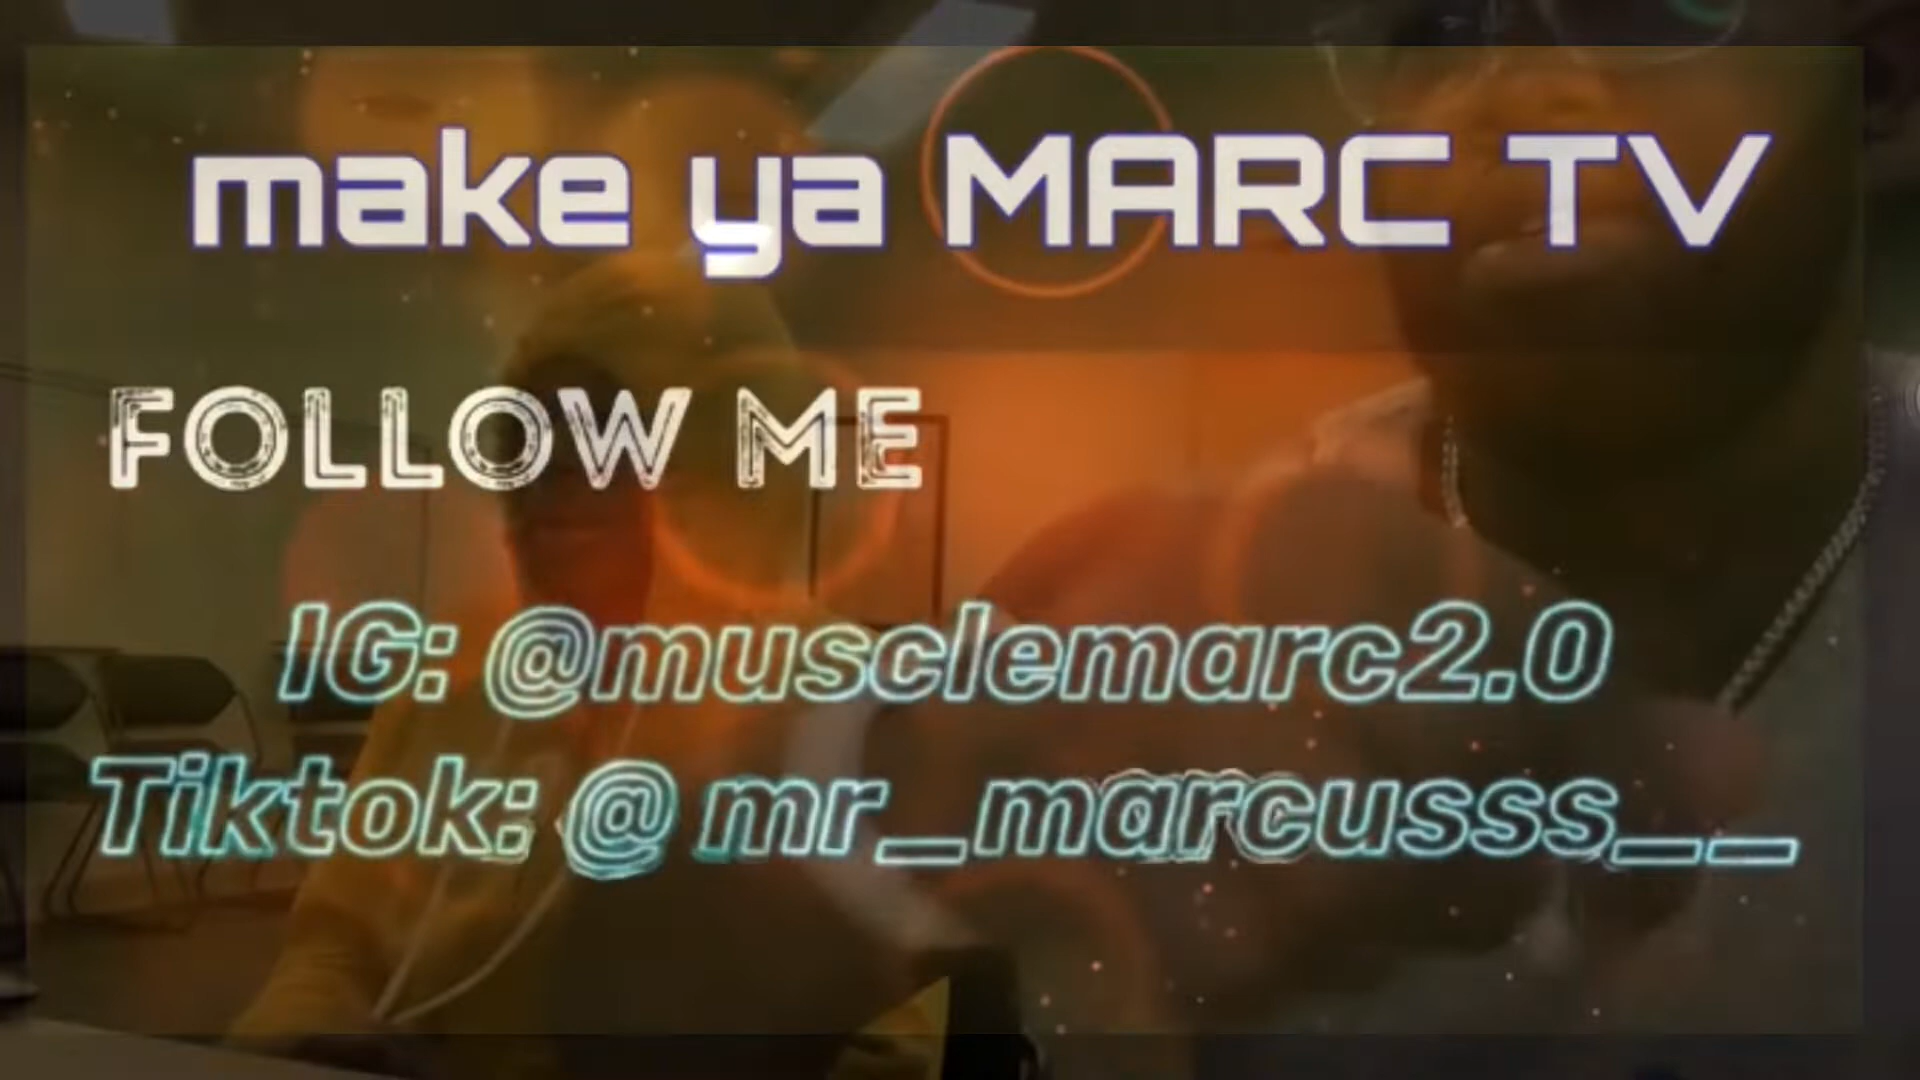 make ya MARC TV
FOLLOW ME
IG: @musclemarc2.0
Tiktok: @mr_marcusss__